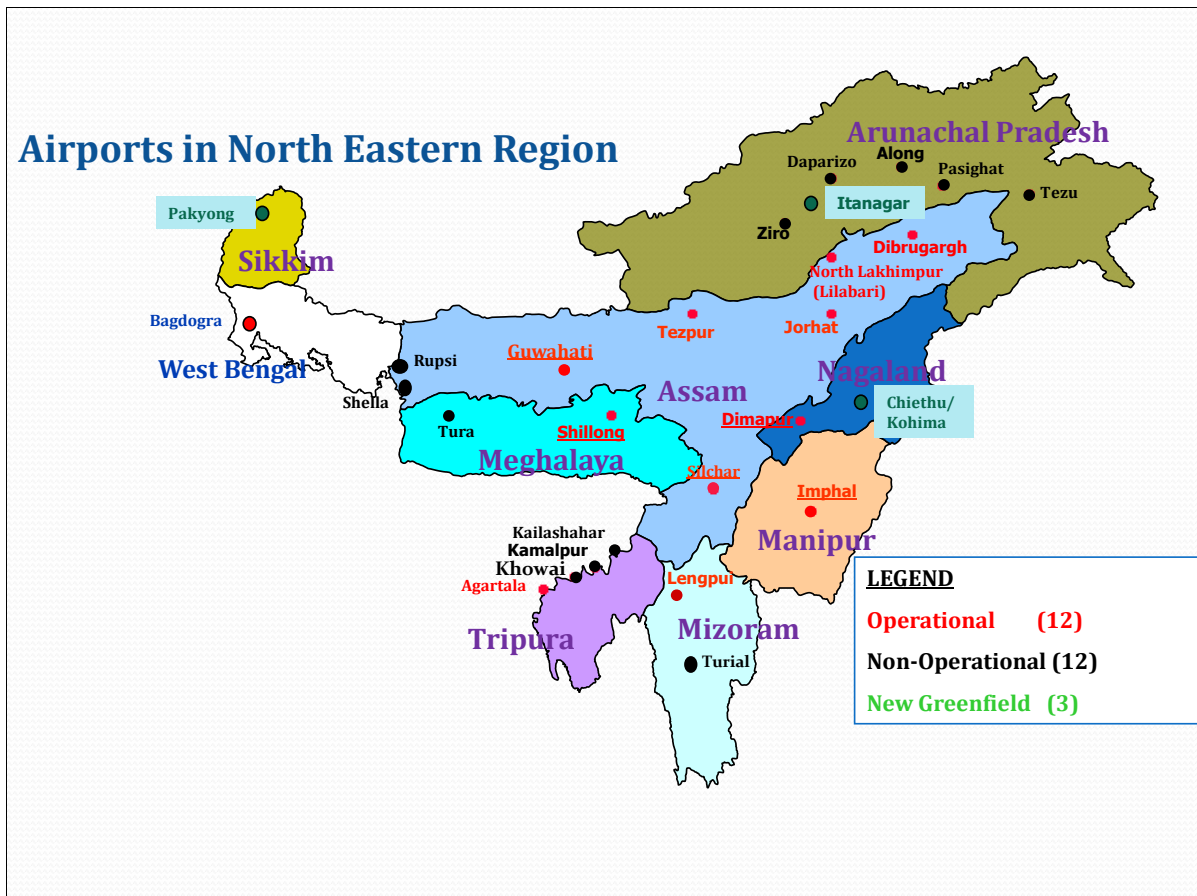 Airports in North Eastern Region
Arunachal Pradesh
Daparizo
Along
Pasighat
Tezu
Pakyong
Itanagar
Ziro
Dibrugargh
Sikkim
North Lakhimpur
(Lilabari)
Bagdogra
Tezpur
Jorhat
West Bengal
Rupsi
Guwahati
Nagaland
Shella
Assam
Chiethu/
Kohima
Tura
Shillong
Dimapur
Meghalaya
Silchar
Imphal
Kailashahar
Manipur
Kamalpur
Khowai
Agartala
Lengpui
Tripura
Mizoram
Turial
LEGEND
Operational (12)
Non-Operational (12)
New Greenfield (3)